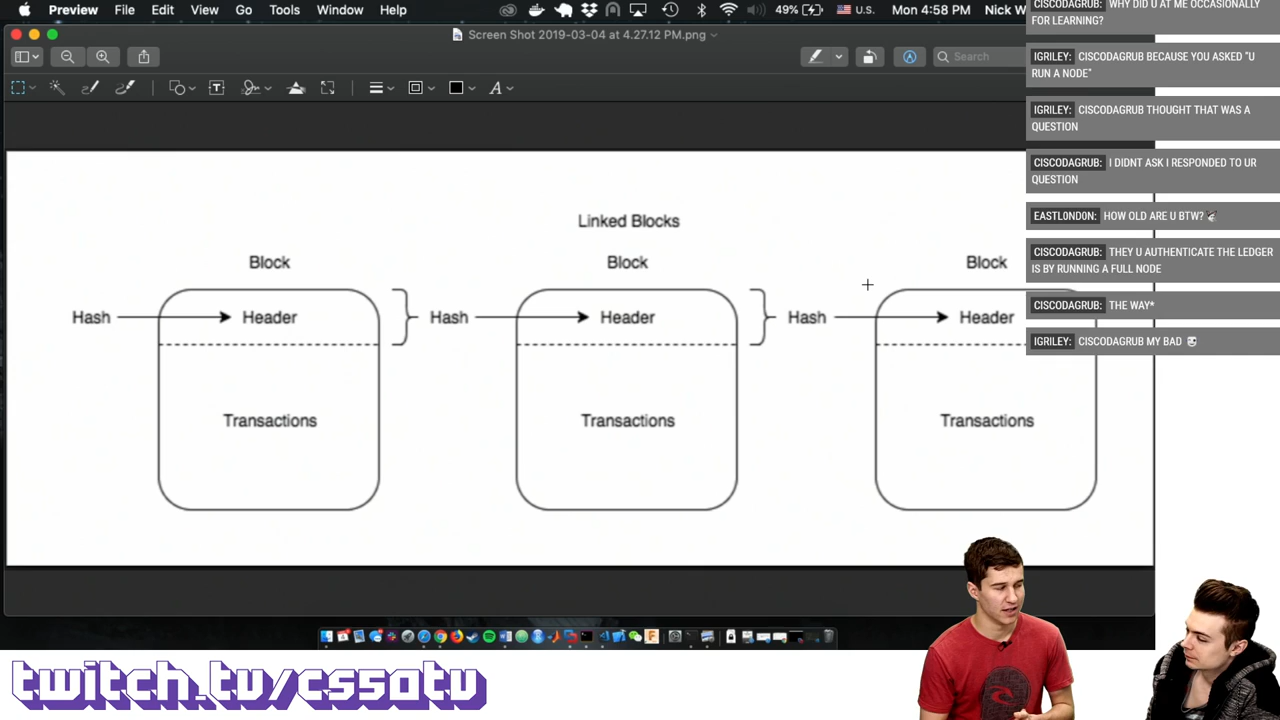 Preview File Edit View Go Tools Window Help 49% U.S. Mon 4:58 PM Nick W
Screen Shot 2019-03-04 at 4.27.12 PM.png
Search
Linked Blocks
Block Block Block
Hash Header Hash Header Hash Header
Transactions Transactions Transactions
CISCODAGRUB: WHY DID U AT ME OCCASIONALLY
FOR LEARNING?
IGRILEY: CISCODAGRUB BECAUSE YOU ASKED "U
RUN A NODE"
IGRILEY: CISCODAGRUB THOUGHT THAT WAS A
QUESTION
CISCODAGRUB: I DIDNT ASK I RESPONDED TO UR
QUESTION
EASTL0ND0N: HOW OLD ARE U BTW?
CISCODAGRUB: THEY U AUTHENTICATE THE LEDGER
IS BY RUNNING A FULL NODE
CISCODAGRUB: THE WAY*
IGRILEY: CISCODAGRUB MY BAD
twitch.tv/cssatv